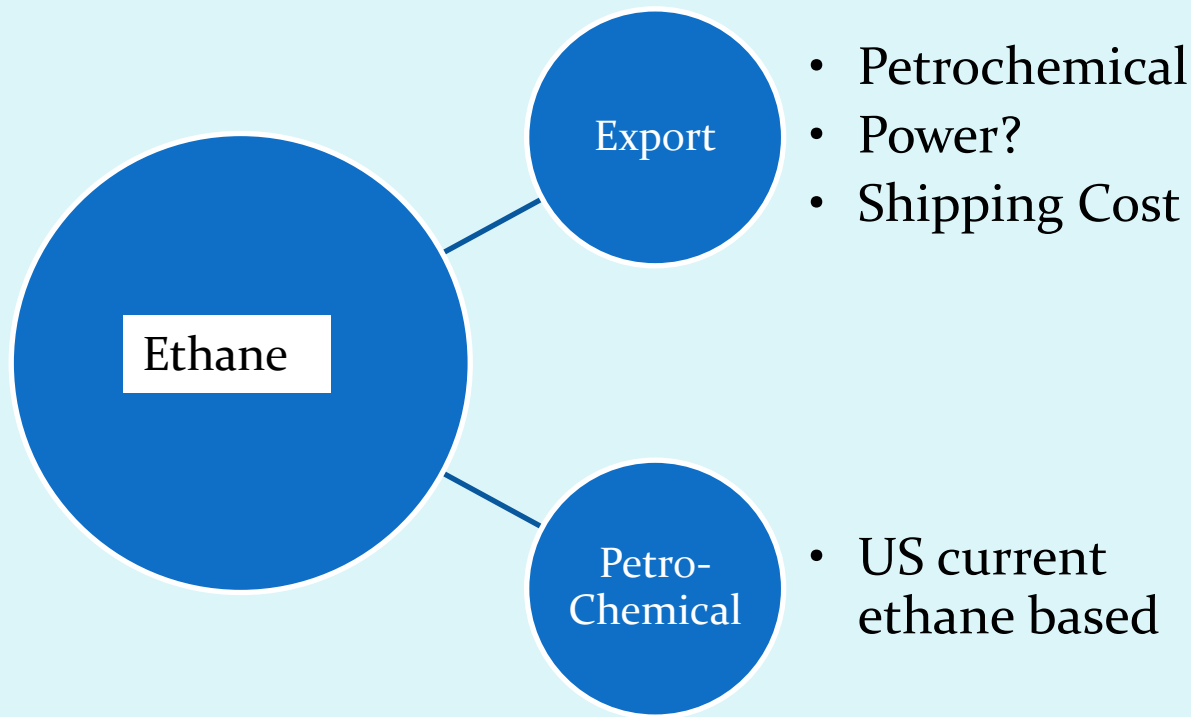 Ethane
Export
• Petrochemical
• Power?
• Shipping Cost
Petro-
Chemical
• US current
ethane based